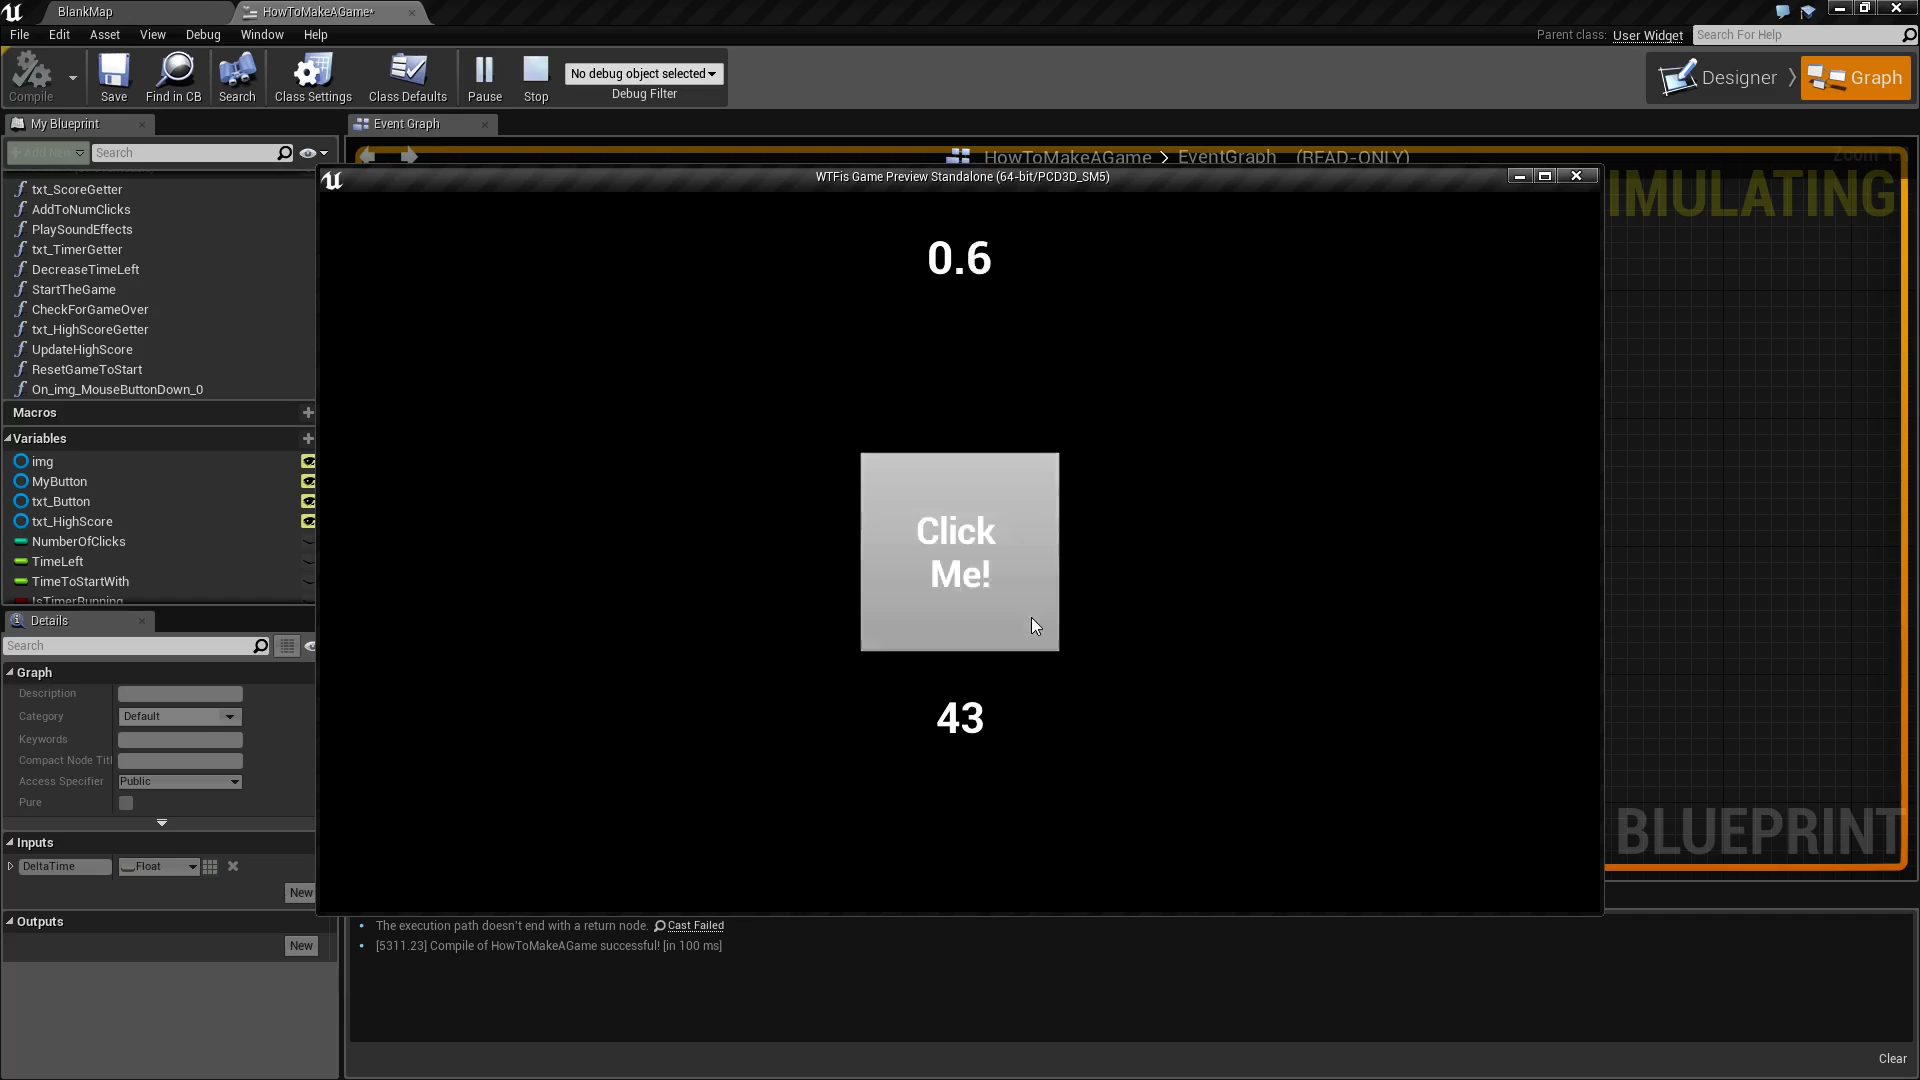 BlankMap
HowToMakeAGame*
File Edit Asset View Debug Window Help
Parent class: User Widget
Search For Help
Compile
Save
Find in CB
Search
Class Settings
Class Defaults
Pause
Stop
No debug object selected
Debug Filter
Designer
Graph
My Blueprint
Event Graph
Add New
Search
HowToMakeAGame > EventGraph (READ-ONLY)
WTFis Game Preview Standalone (64-bit/PCD3D_SM5)
IMULATING
txt_ScoreGetter
AddToNumClicks
PlaySoundEffects
txt_TimerGetter
DecreaseTimeLeft
StartTheGame
CheckForGameOver
txt_HighScoreGetter
UpdateHighScore
ResetGameToStart
On_img_MouseButtonDown_0
Macros
Variables
img
MyButton
txt_Button
txt_HighScore
NumberOfClicks
TimeLeft
TimeToStartWith
IsTimerRunning
0.6
Click
Me!
43
Details
Search
Graph
Description
Category Default
Keywords
Compact Node Titl
Access Specifier Public
Pure
Inputs
DeltaTime Float
New
Outputs
New
BLUEPRINT
The execution path doesn't end with a return node. Cast Failed
[5311.23] Compile of HowToMakeAGame successful! [in 100 ms]
Clear